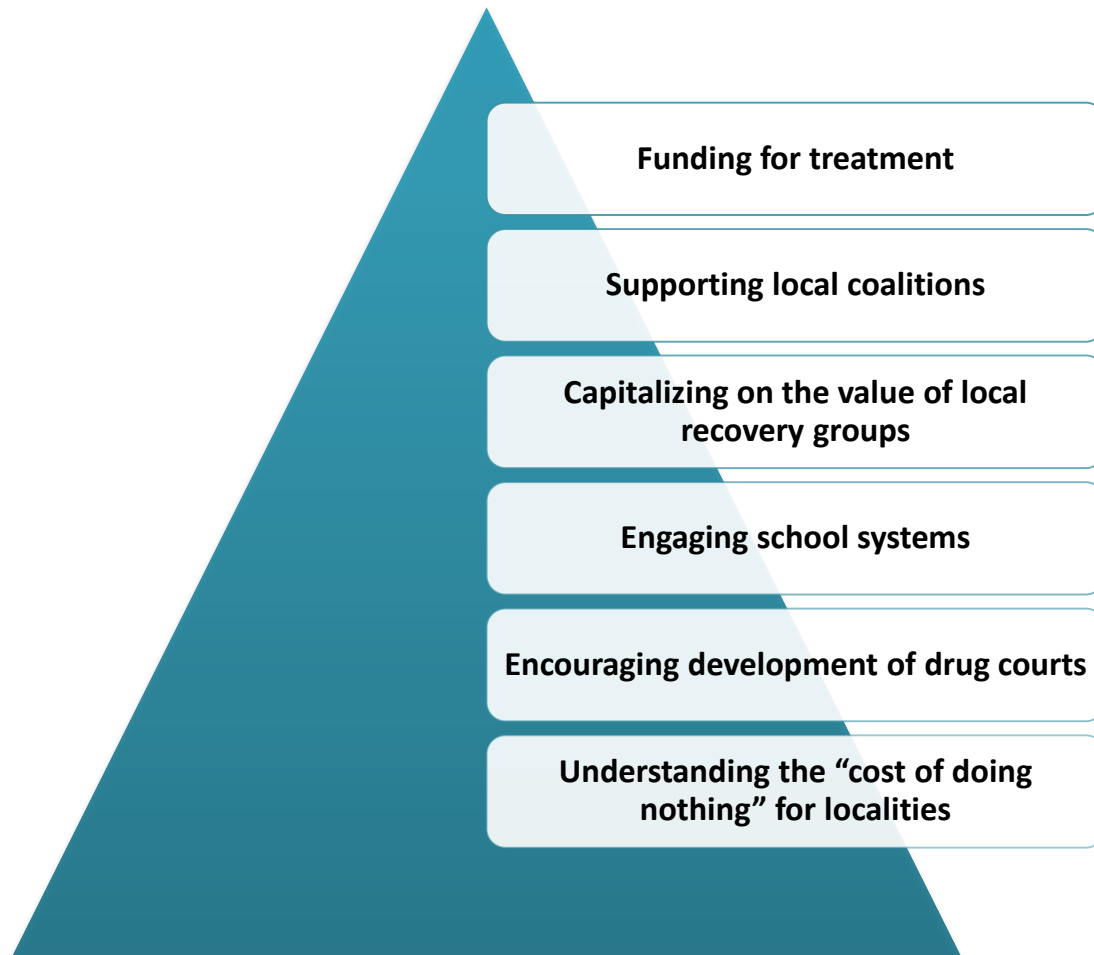 Funding for treatment
Supporting local coalitions
Capitalizing on the value of local
recovery groups
Engaging school systems
Encouraging development of drug courts
Understanding the “cost of doing
nothing” for localities